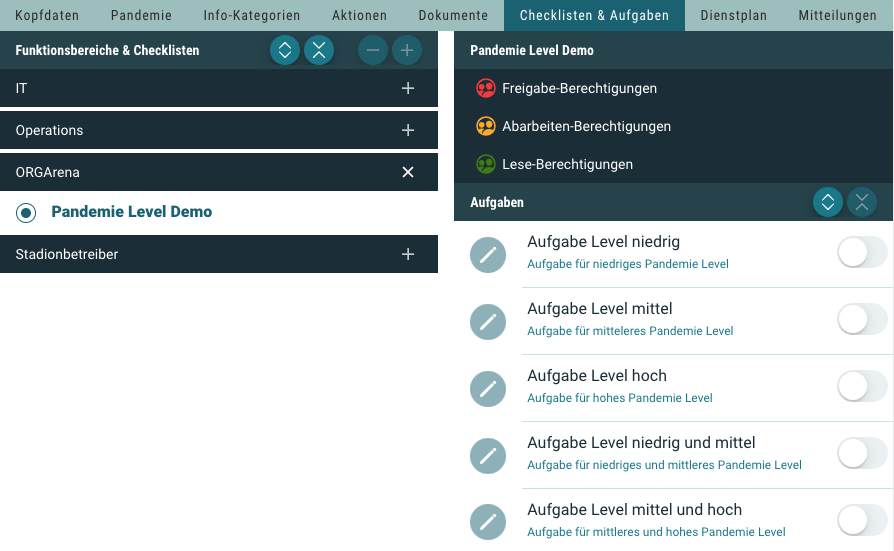 Kopfdaten Pandemie Info-Kategorien Aktionen Dokumente Checklisten & Aufgaben Dienstplan Mitteilungen
Funktionsbereiche & Checklisten
IT
Operations
ORGArena
Pandemie Level Demo
Stadionbetreiber
Pandemie Level Demo
Freigabe-Berechtigungen
Abarbeiten-Berechtigungen
Lese-Berechtigungen
Aufgaben
Aufgabe Level niedrig
Aufgabe für niedriges Pandemie Level
Aufgabe Level mittel
Aufgabe für mitteleres Pandemie Level
Aufgabe Level hoch
Aufgabe für hohes Pandemie Level
Aufgabe Level niedrig und mittel
Aufgabe für niedriges und mittleres Pandemie Level
Aufgabe Level mittel und hoch
Aufgabe für mittleres und hohes Pandemie Level